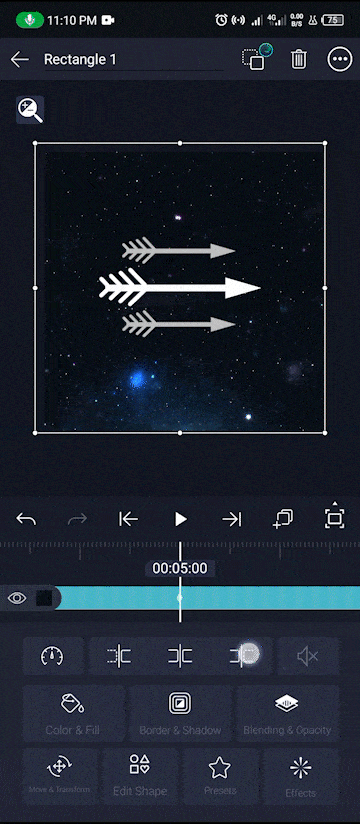 11:10 PM
4G
0.00
B/S
75
Rectangle 1
00:05:00
Color & Fill
Border & Shadow
Blending & Opacity
Move & Transform
Edit Shape
Presets
Effects